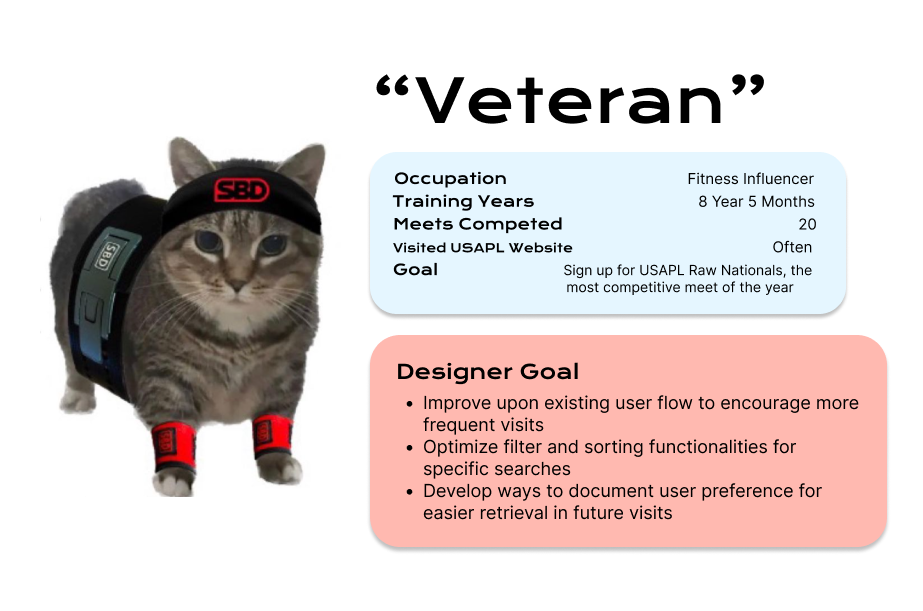 “Veteran”
SBD
SBD
Occupation Fitness Influencer
Training Years 8 Year 5 Months
Meets Competed 20
Visited USAPL Website Often
Goal Sign up for USAPL Raw Nationals, the
most competitive meet of the year
Designer Goal
• Improve upon existing user flow to encourage more
frequent visits
• Optimize filter and sorting functionalities for
specific searches
• Develop ways to document user preference for
easier retrieval in future visits